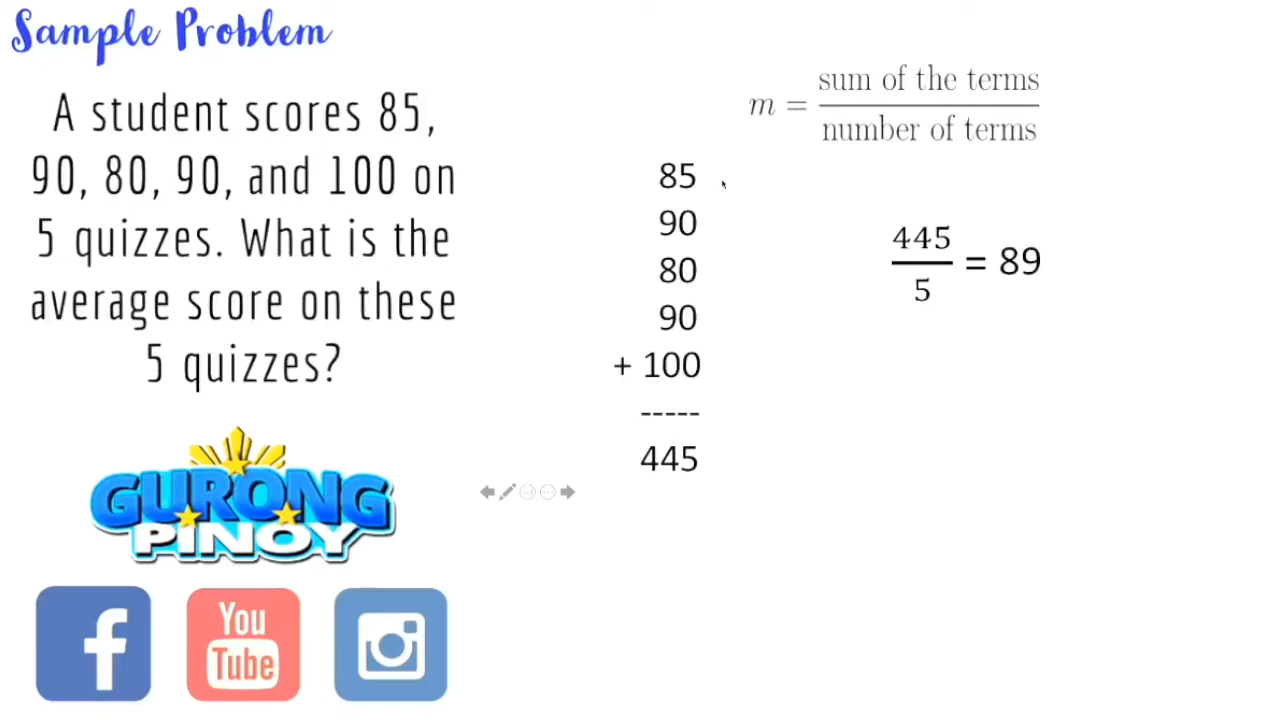 Sample Problem
A student scores 85,
90, 80, 90, and 100 on
5 quizzes. What is the
average score on these
5 quizzes?
GURONG
PINOY
f
You
Tube
m = sum of the terms
number of terms
85
90
80
90
+ 100
-----
445
445
5
= 89